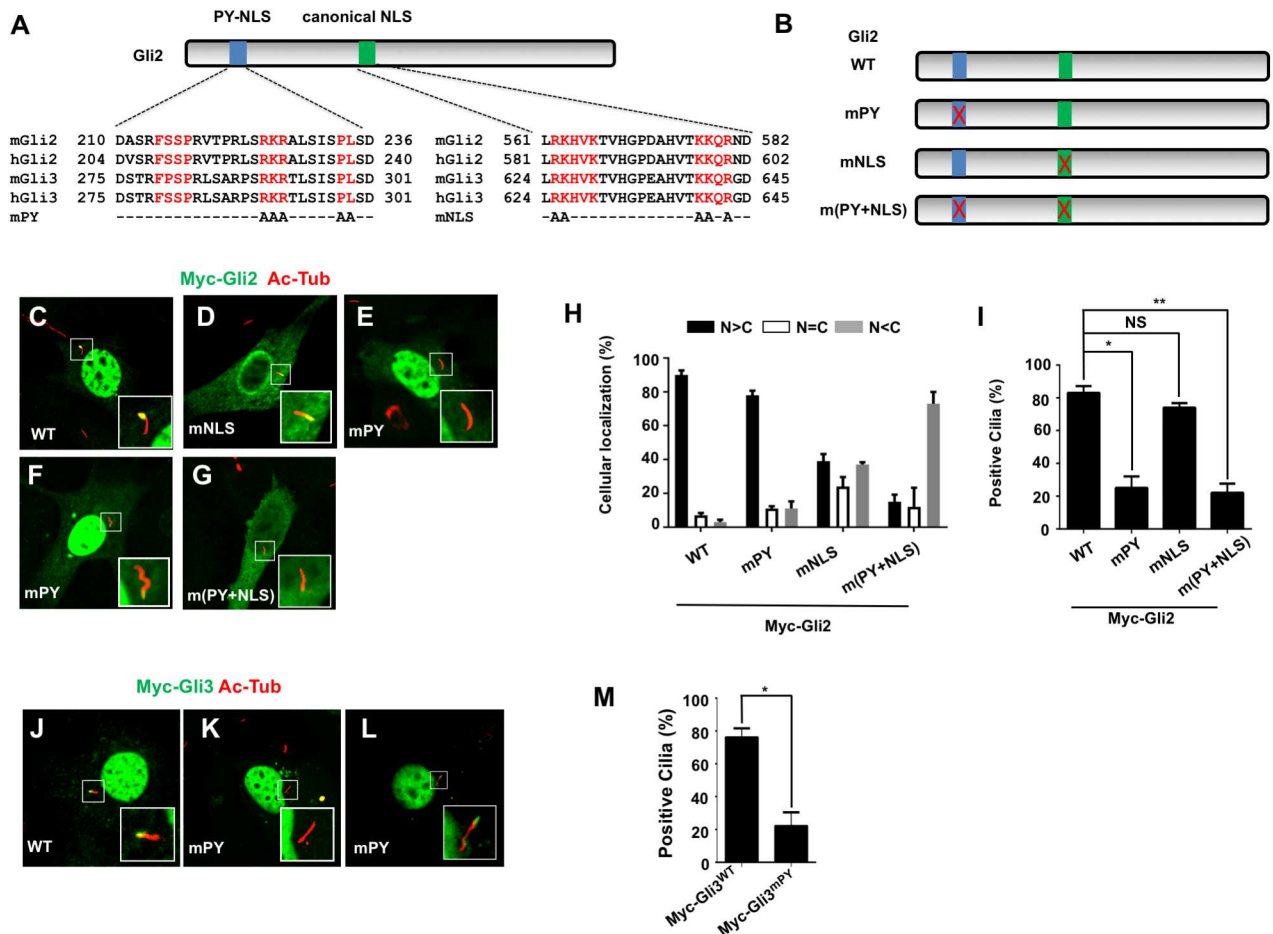 A
PY-NLS canonical NLS
Gli2
mGli2 210 DASRFSSPRVTPRLSRKRALSISPLSD 236
hGli2 204 DVSRFSSPRVTPRLSRKRALSISPLSD 240
mGli3 275 DSTRFPSPRLSARPSRKRALSISPLSD 301
hGli3 275 DSTRFSSPRLSARPSRKRALSISPLSD 301
mPY ---------------AAA-----AA--
mGli2 561 LRKHVKTVHGPDAHVTKKQRND 582
hGli2 581 LRKHVKTVHGPDAHVTKKQRND 602
mGli3 624 LRKHVKTVHGPEAHVTKKQRGD 645
hGli3 624 LRKHVKTVHGPEAHVTKKQRGD 645
mNLS -AA-------------AA-A--
B
Gli2
WT
mPY
mNLS
m(PY+NLS)
Myc-Gli2 Ac-Tub
C
WT
D
mNLS
E
mPY
F
mPY
G
m(PY+NLS)
H
N>C N=C N<C
Cellular localization (%)
100
80
60
40
20
0
WT
mPY
mNLS
m(PY+NLS)
Myc-Gli2
I
**
NS
*
Positive Cilia (%)
100
80
60
40
20
0
WT
mPY
mNLS
m(PY+NLS)
Myc-Gli2
Myc-Gli3 Ac-Tub
J
WT
K
mPY
L
mPY
M
*
Positive Cilia (%)
100
80
60
40
20
0
Myc-Gli3WT
Myc-Gli3mPY